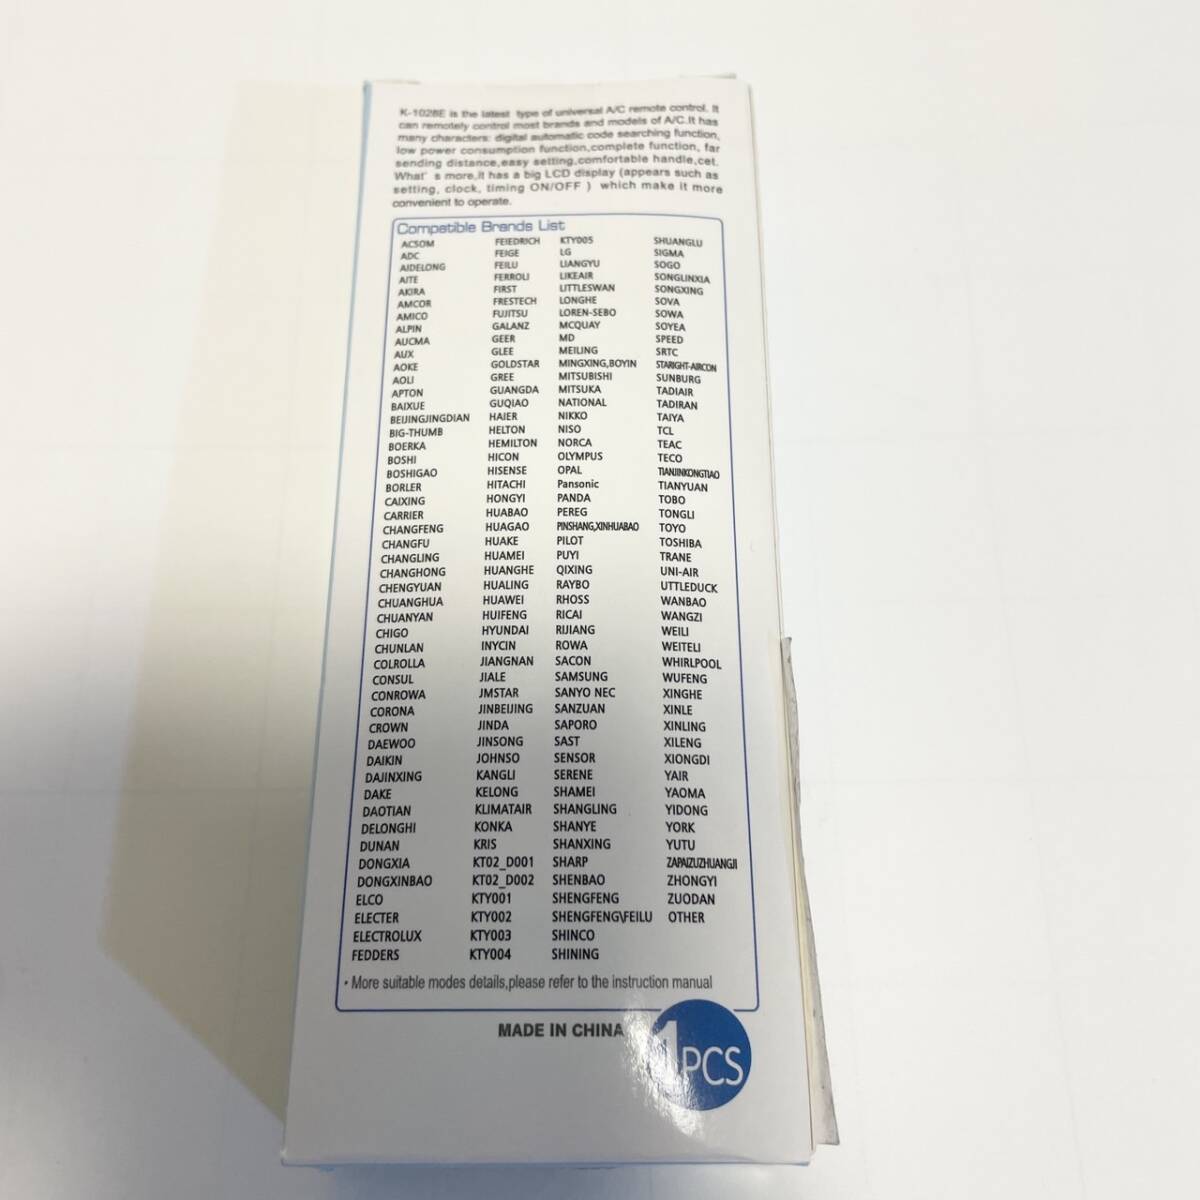 K-1028E is the latest type of universal A/C remote control. It
can remotely control most brands and models of A/C.It has
many characters: digital automatic code searching function,
low power consumption function,complete function, far
sending distance,easy setting,comfortable handle,cet.
What's more,it has a big LCD display (appears such as
setting, clock, timing ON/OFF ) which make it more
convenient to operate.
Compatible Brands List
ACSOM
ADC
AIDELONG
AITE
AKIRA
AMCOR
AMICO
ALPIN
AUCMA
AUX
AOKE
AOLI
APTON
BAIXUE
BEIJINGJINGDIAN
BIG-THUMB
BOERKA
BOSHI
BOSHIGAO
BORLER
CAIXING
CARRIER
CHANGFENG
CHANGFU
CHANGLING
CHANGHONG
CHENGYUAN
CHUANGHUA
CHUANYAN
CHIGO
CHUNLAN
COLROLLA
CONSUL
CONROWA
CORONA
CROWN
DAEWOO
DAIKIN
DAJINXING
DAKE
DAOTIAN
DELONGHI
DUNAN
DONGXIA
DONGXINBAO
ELCO
ELECTER
ELECTROLUX
FEDDERS
FEIEDRICH
FEIGE
FEILU
FERROLI
FIRST
FRESTECH
FUJITSU
GALANZ
GEER
GLEE
GOLDSTAR
GREE
GUANGDA
GUQIAO
HAIER
HELTON
HEMILTON
HICON
HISENSE
HITACHI
HONGYI
HUABAO
HUAGAO
HUAKE
HUAMEI
HUANGHE
HUALING
HUAWEI
HUIFENG
HYUNDAI
INYCIN
JIANGNAN
JIALE
JMSTAR
JINBEIJING
JINDA
JINSONG
JOHNSO
KANGLI
KELONG
KLIMATAIR
KONKA
KRIS
KT02_D001
KT02_D002
KTY001
KTY002
KTY003
KTY004
KTY005
LG
LIANGYU
LIKEAIR
LITTLESWAN
LONGHE
LOREN-SEBO
MCQUAY
MD
MEILING
MINGXING,BOYIN
MITSUBISHI
MITSUKA
NATIONAL
NIKKO
NISO
NORCA
OLYMPUS
OPAL
Pansonic
PANDA
PEREG
PINSHANG,XINHUABAO
PILOT
PUYI
QIXING
RAYBO
RHOSS
RICAI
RIJIANG
ROWA
SACON
SAMSUNG
SANYO NEC
SANZUAN
SAPORO
SAST
SENSOR
SERENE
SHAMEI
SHANGLING
SHANYE
SHANXING
SHARP
SHENBAO
SHENGFENG
SHENGFENG\FEILU
SHINCO
SHINING
SHUANGLU
SIGMA
SOGO
SONGLINXIA
SONGXING
SOVA
SOWA
SOYEA
SPEED
SRTC
STARIGHT-AIRCON
SUNBURG
TADIAIR
TADIRAN
TAIYA
TCL
TEAC
TECO
TIANJINKONGTIAO
TIANYUAN
TOBO
TONGLI
TOYO
TOSHIBA
TRANE
UNI-AIR
UTTLEDUCK
WANBAO
WANGZI
WEILI
WEITELI
WHIRLPOOL
WUFENG
XINGHE
XINLE
XINLING
XILENG
XIONGDI
YAIR
YAOMA
YIDONG
YORK
YUTU
ZAPAIZUZHUANGJI
ZHONGYI
ZUODAN
OTHER
• More suitable modes details,please refer to the instruction manual
MADE IN CHINA
1PCS